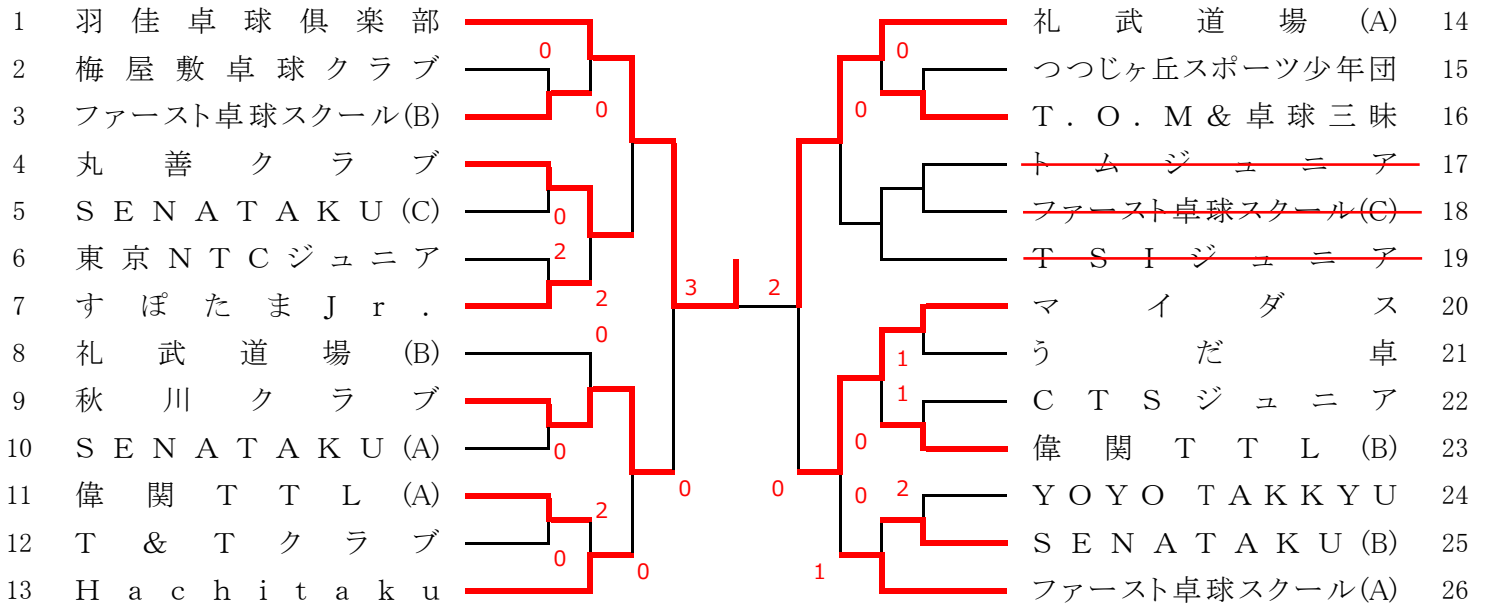 1 羽佳卓球俱楽部
2 梅屋敷卓球クラブ
3 ファースト卓球スクール(B)
4 丸善クラブ
5 SENATAKU(C)
6 東京NTCジュニア
7 すぽたまJr.
8 礼武道場(B)
9 秋川クラブ
10 SENATAKU(A)
11 偉関TTL(A)
12 T&Tクラブ
13 Hachitaku
0
0
0
2
2
0
0
2
0
0
0
3
2
0
0
1
1
0
0
2
0
1
礼武道場(A) 14
つつじヶ丘スポーツ少年団 15
T.O.M&卓球三昧 16
トムジュニア 17
ファースト卓球スクール(C) 18
TSIジュニア 19
マイダス 20
うだ卓 21
CTSジュニア 22
偉関TTL(B) 23
YOYO TAKKYU 24
SENATAKU(B) 25
ファースト卓球スクール(A) 26